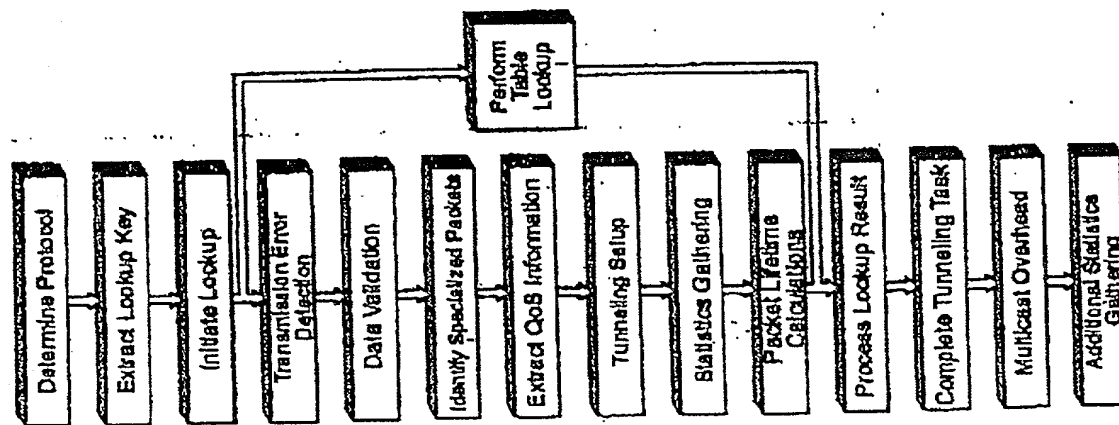 Determine Protocol
Extract Lookup Key
Initiate Lookup
Perform
Table
Lookup
Transmission Error
Detection
Data Validation
Identify Specialized Packets
Extract QoS Information
Tunneling Setup
Statistics Gathering
Packet Lifetime
Calculations
Process Lookup Result
Complete Tunneling Task
Multicast Overhead
Additional Statistics
Gathering